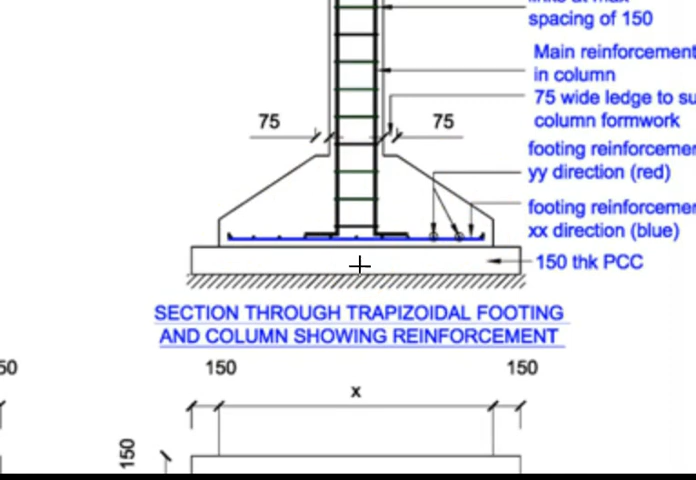 spacing of 150
Main reinforcement
in column
75 wide ledge to su
column formwork
75
75
footing reinforcemen
yy direction (red)
footing reinforcemen
xx direction (blue)
150 thk PCC
SECTION THROUGH TRAPIZOIDAL FOOTING
AND COLUMN SHOWING REINFORCEMENT
50
150
150
x
150